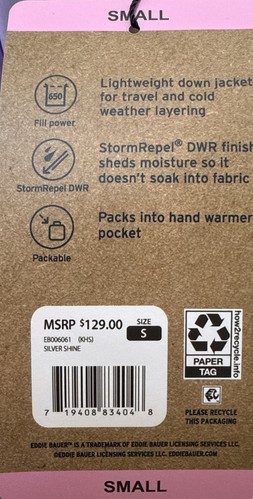 SMALL
650
Fill power
Lightweight down jacket
for travel and cold
weather layering
StormRepel DWR
StormRepel® DWR finish
sheds moisture so it
doesn't soak into fabric
Packable
Packs into hand warmer
pocket
MSRP $129.00
SIZE
S
EB006061 (KHS)
SILVER SHINE
7 19408 83404 8
PAPER
TAG
how2recycle.info
PLEASE RECYCLE
THIS PACKAGING
EDDIE BAUER™ IS A TRADEMARK OF EDDIE BAUER LICENSING SERVICES LLC.
©EDDIE BAUER LICENSING SERVICES LLC. EDDIEBAUER.COM
SMALL